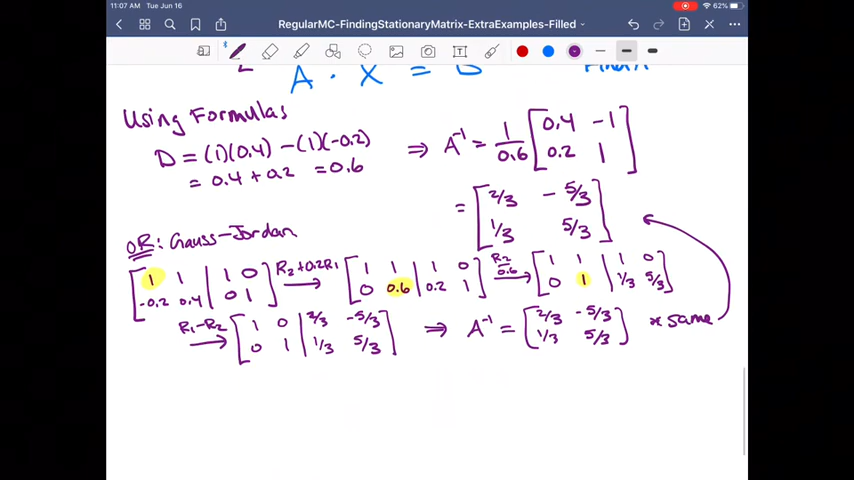 11:07 AM Tue Jun 16
62%
RegularMC-FindingStationaryMatrix-ExtraExamples-Filled
A · X = B
Using Formulas
D = (1)(0.4) - (1)(-0.2)
= 0.4 + 0.2 = 0.6
⇒ A⁻¹ = 1/0.6 [0.4 -1; 0.2 1]
= [2/3 -5/3; 1/3 5/3]
OR: Gauss-Jordan
[1 1 | 1 0; -0.2 0.4 | 0 1] R2+0.2R1 → [1 1 | 1 0; 0 0.6 | 0.2 1] R2/0.6 → [1 1 | 1 0; 0 1 | 1/3 5/3]
R1-R2 → [1 0 | 2/3 -5/3; 0 1 | 1/3 5/3] ⇒ A⁻¹ = [2/3 -5/3; 1/3 5/3] * same